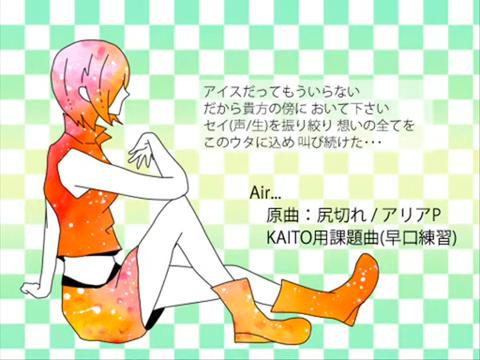 アイスだってもういらない
だから貴方の傍に おいて下さい
セイ(声/生)を振り絞り 想いの全てを
このウタに込め 叫び続けた・・・
Air...
原曲：尻切れ / アリアP
KAITO用課題曲(早口練習)